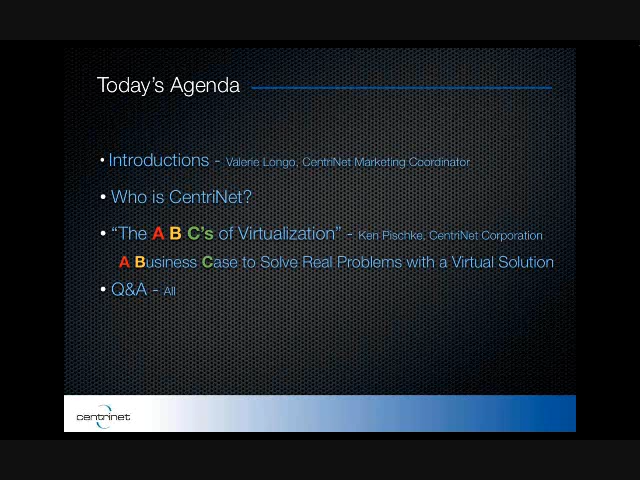 Today's Agenda
• Introductions - Valerie Longo, CentriNet Marketing Coordinator
• Who is CentriNet?
• “The A B C's of Virtualization” - Ken Pischke, CentriNet Corporation
A Business Case to Solve Real Problems with a Virtual Solution
• Q&A - All
centrinet